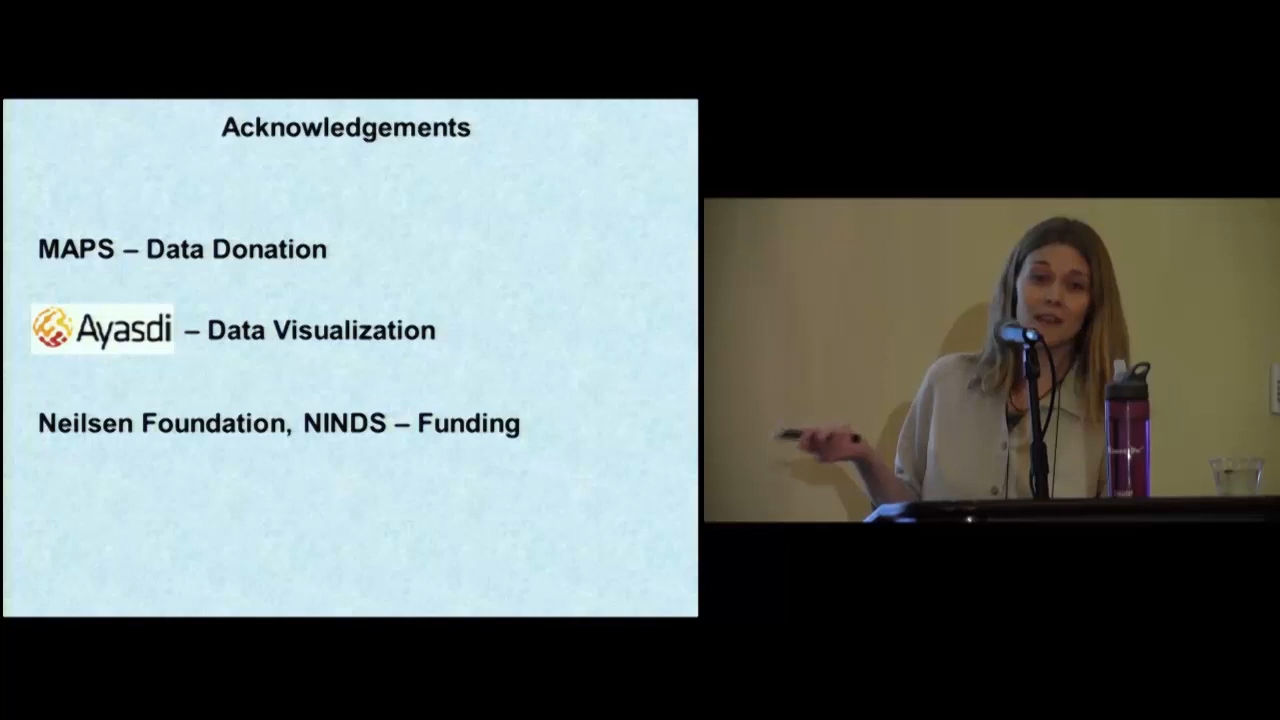 Acknowledgements
MAPS – Data Donation
Ayasdi – Data Visualization
Neilsen Foundation, NINDS – Funding